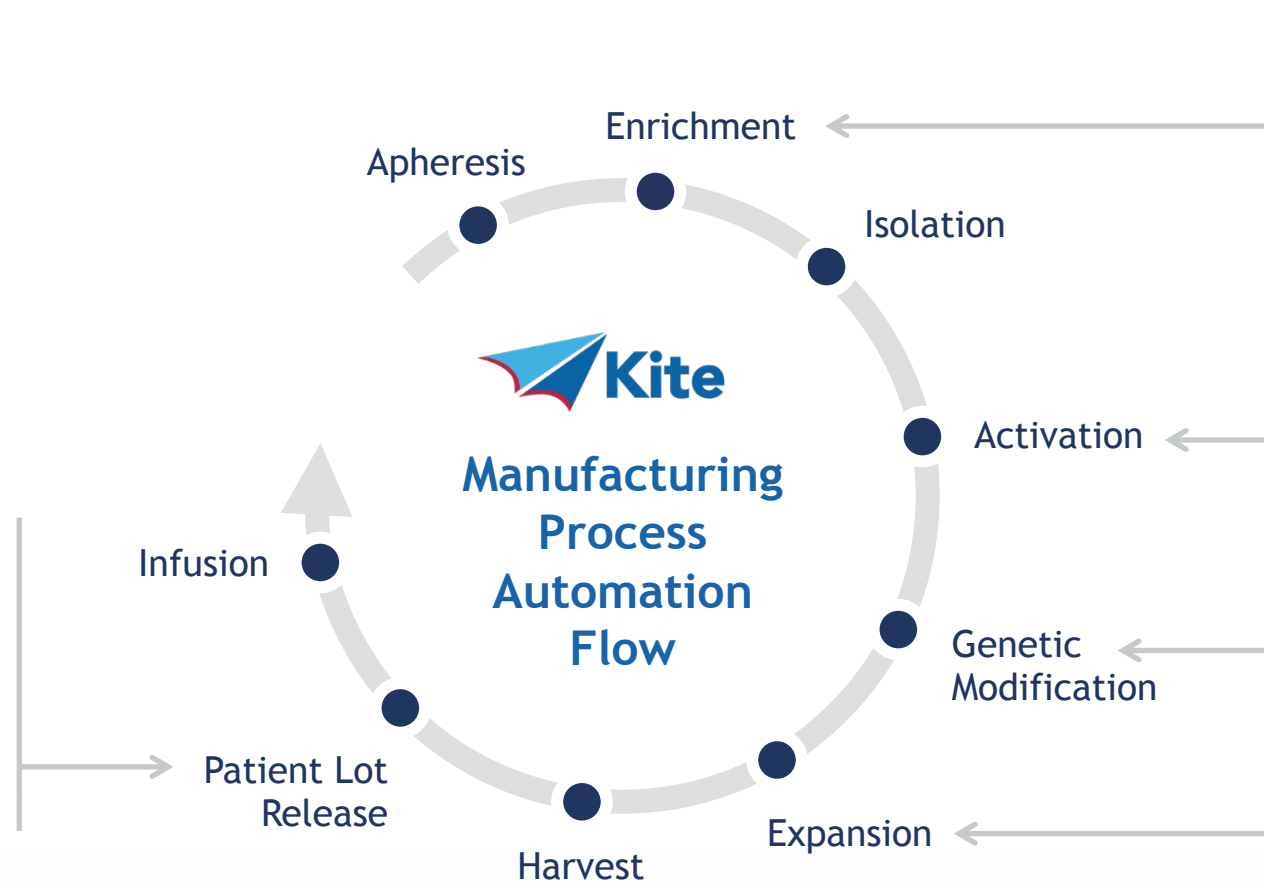 Enrichment
Apheresis
Isolation
Kite
Manufacturing
Process
Automation
Flow
Activation
Infusion
Genetic
Modification
Patient Lot
Release
Expansion
Harvest